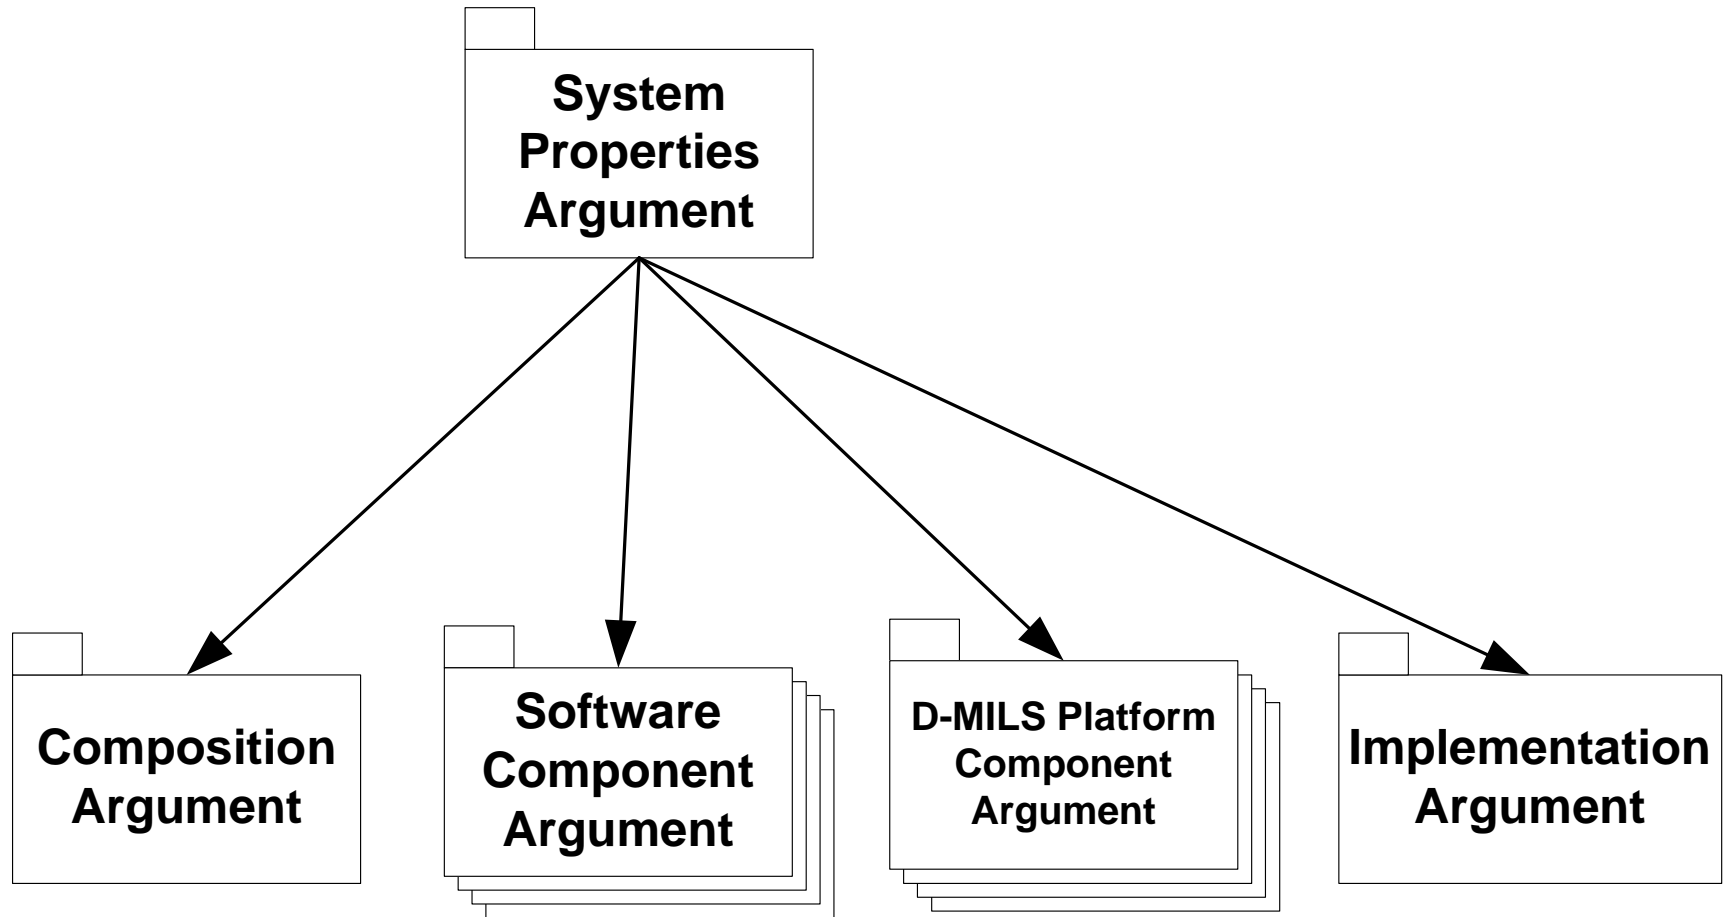 System
Properties
Argument
Composition
Argument
Software
Component
Argument
D-MILS Platform
Component
Argument
Implementation
Argument